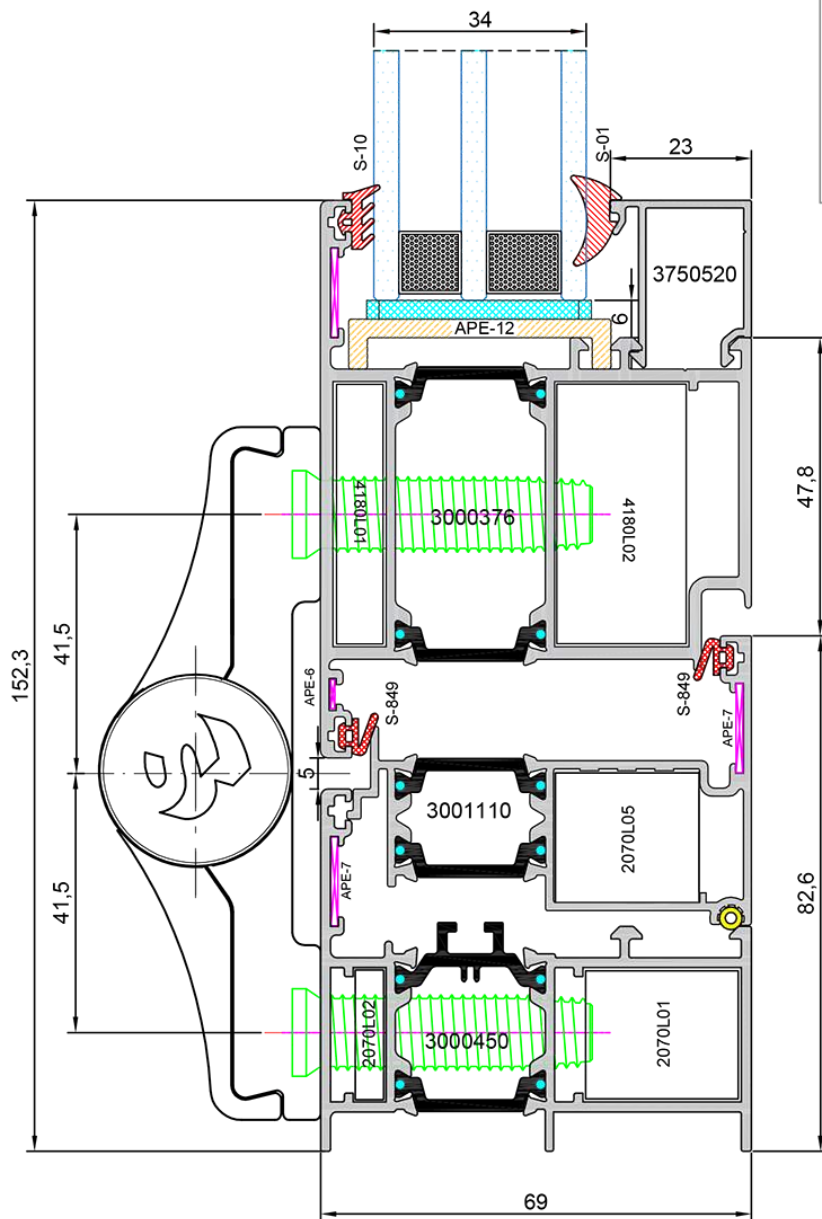 34
S-10
S-01
23
3750520
6
APE-12
47,8
4180L01
3000376
4180L02
152,3
41,5
APE-6
S-849
S-849
APE-7
5
3001110
2070L05
APE-7
41,5
82,6
2070L02
3000450
2070L01
69